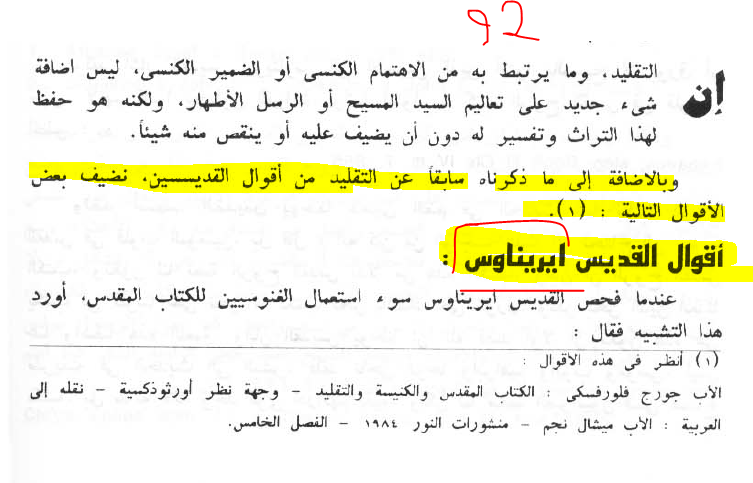 92
إن التقليد، وما يرتبط به من الاهتمام الكنسى أو الضمير الكنسى، ليس اضافة
شىء جديد على تعاليم السيد المسيح أو الرسل الأطهار، ولكنه هو حفظ
لهذا التراث وتفسير له دون أن يضيف عليه أو ينقص منه شيئاً.
وبالاضافة إلى ما ذكرناه سابقاً عن التقليد من أقوال القديسين، نضيف بعض
الأقوال التالية : (١).
أقوال القديس ايريناوس :
عندما فحص القديس ايريناوس سوء استعمال الغنوسيين للكتاب المقدس، أورد
هذا التشبيه فقال :
(١) أنظر فى هذه الاقوال :
الأب جورج فلورفسكى : الكتاب المقدس والكنيسة والتقليد - وجهة نظر أورثوذكسية - نقله إلى
العربية : الأب ميشال نجم - منشورات النور ١٩٨٤ - الفصل الخامس.